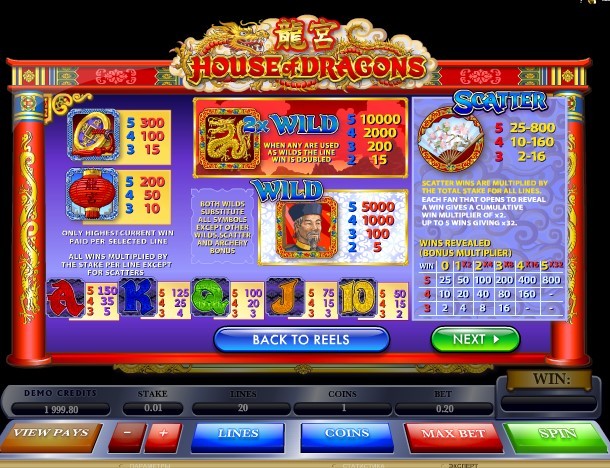 龍宮
HOUSE of DRAGONS
5 300
4 100
3 15
5 200
4 50
3 10
ONLY HIGHEST CURRENT WIN
PAID PER SELECTED LINE
ALL WINS MULTIPLIED BY
THE STAKE PER LINE EXCEPT
FOR SCATTERS
2x WILD
WHEN ANY ARE USED
AS WILDS THE LINE
WIN IS DOUBLED
5 10000
4 2000
3 200
2 15
BOTH WILDS
SUBSTITUTE
ALL SYMBOLS
EXCEPT OTHER
WILDS, SCATTER
AND ARCHERY
BONUS
WILD
5 5000
4 1000
3 100
2 5
SCATTER
5 25-800
4 10-160
3 2-16
SCATTER WINS ARE MULTIPLIED BY
THE TOTAL STAKE FOR ALL LINES.
EACH FAN THAT OPENS TO REVEAL
A WIN GIVES A CUMULATIVE
WIN MULTIPLIER OF x2.
UP TO 5 WINS GIVING x32.
WINS REVEALED
(BONUS MULTIPLIER)
WIN 0 1 X2 2 X4 3 X8 4 X16 5 X32
5 25 50 100 200 400 800
4 10 20 40 80 160 -
3 2 4 8 16 - -
A 5 150
4 35
3 5
K 5 125
4 25
3 4
Q 5 100
4 20
3 3
J 5 75
4 15
3 3
10 5 50
4 15
3 2
BACK TO REELS
NEXT
DEMO CREDITS
STAKE
LINES
COINS
BET
WIN:
1 999.80
0.01
20
1
0.20
VIEW PAYS
-
+
LINES
COINS
MAX BET
SPIN
ПАРАМЕТРЫ
СТАТИСТИКА
ЭКСПЕРТ